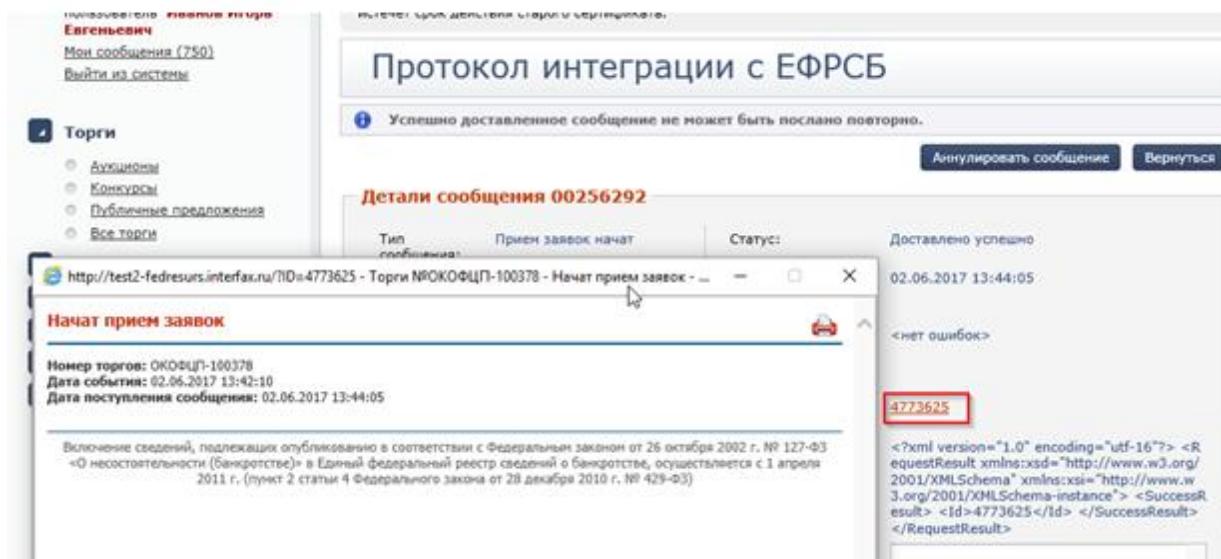 пользователь Иванов Игорь
Евгеньевич
Мои сообщения (750)
Выйти из системы
Торги
Аукционы
Конкурсы
Публичные предложения
Все торги
истечет срок действия старого сертификата.
Протокол интеграции с ЕФРСБ
Успешно доставленное сообщение не может быть послано повторно.
Аннулировать сообщение
Вернуться
Детали сообщения 00256292
Тип
сообщения:
Прием заявок начат
Статус:
Доставлено успешно
02.06.2017 13:44:05
<нет ошибок>
4773625
<?xml version="1.0" encoding="utf-16"?> <R
equestResult xmlns:xsd="http://www.w3.org/
2001/XMLSchema" xmlns:xsi="http://www.w
3.org/2001/XMLSchema-instance"> <SuccessR
esult> <Id>4773625</Id> </SuccessResult>
</RequestResult>
http://test2-fedresurs.interfax.ru/?ID=4773625 - Торги №ОКОФЦП-100378 - Начат прием заявок - ...
Начат прием заявок
Номер торгов: ОКОФЦП-100378
Дата события: 02.06.2017 13:42:10
Дата поступления сообщения: 02.06.2017 13:44:05
Включение сведений, подлежащих опубликованию в соответствии с Федеральным законом от 26 октября 2002 г. № 127-ФЗ
«О несостоятельности (банкротстве)» в Единый федеральный реестр сведений о банкротстве, осуществляется с 1 апреля
2011 г. (пункт 2 статьи 4 Федерального закона от 28 декабря 2010 г. № 429-ФЗ)